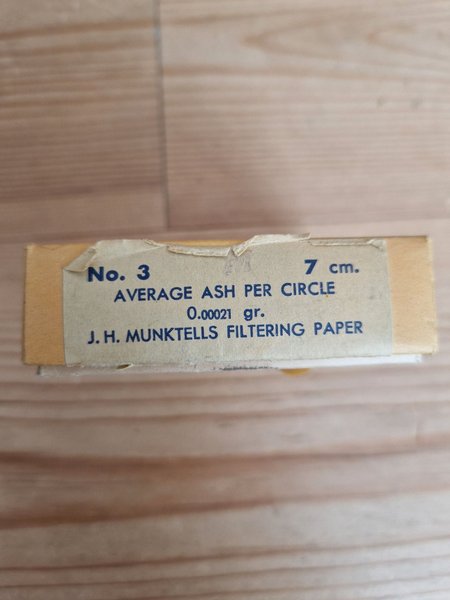 No. 3 7 cm.
AVERAGE ASH PER CIRCLE
0.00021 gr.
J. H. MUNKTELLS FILTERING PAPER